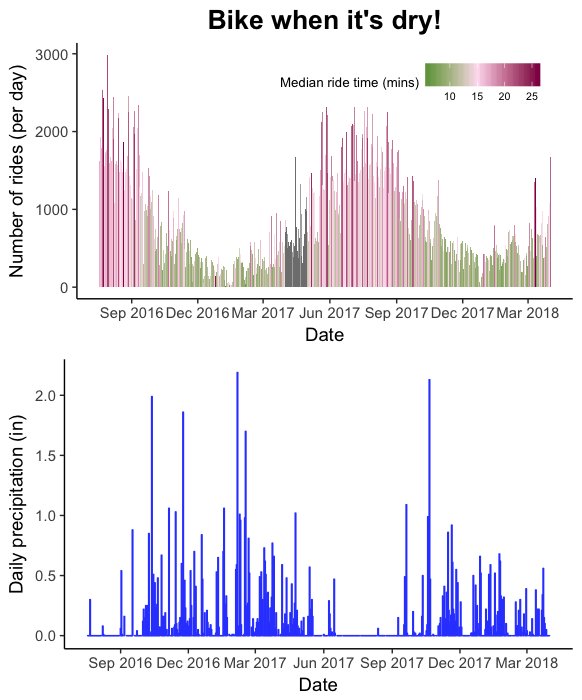 Bike when it's dry!
Median ride time (mins)
10 15 20 25
Number of rides (per day)
3000
2000
1000
0
Sep 2016 Dec 2016 Mar 2017 Jun 2017 Sep 2017 Dec 2017 Mar 2018
Date
Daily precipitation (in)
2.0
1.5
1.0
0.5
0.0
Sep 2016 Dec 2016 Mar 2017 Jun 2017 Sep 2017 Dec 2017 Mar 2018
Date